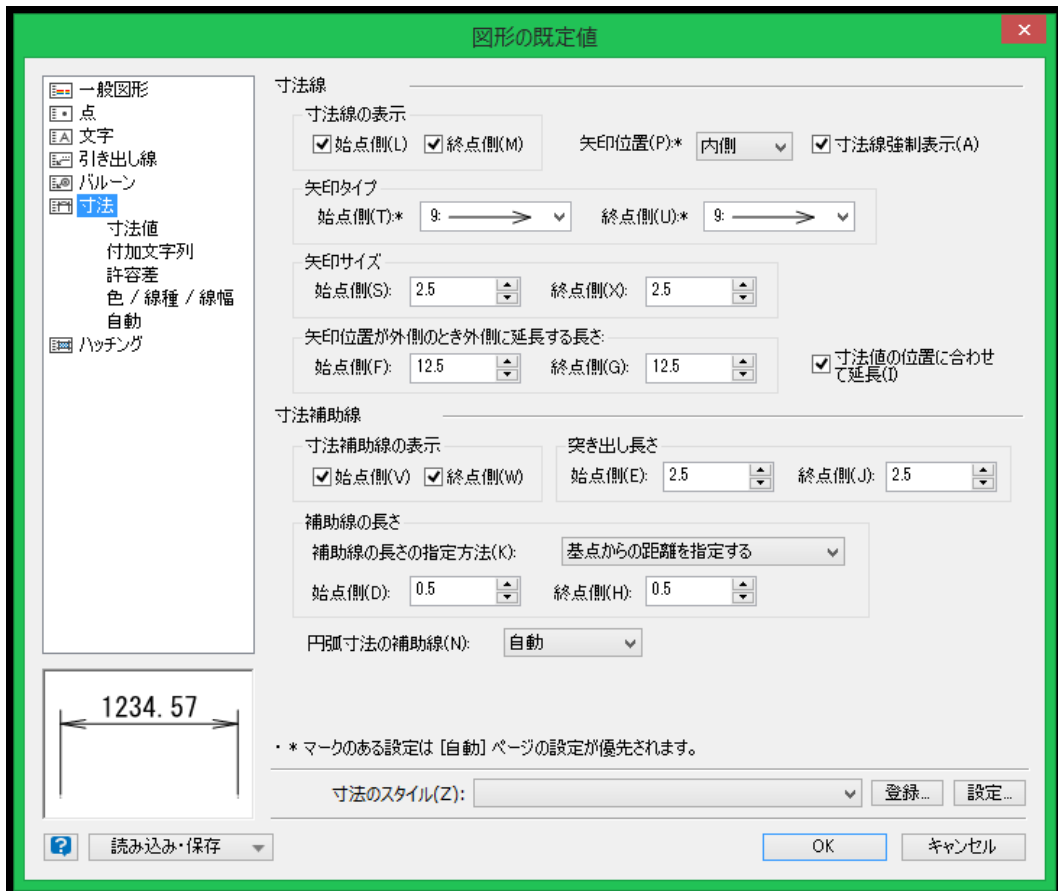 図形の既定値
一般図形
点
文字
引き出し線
バルーン
寸法
寸法値
付加文字列
許容差
色 / 線種 / 線幅
自動
ハッチング
1234.57
寸法線
寸法線の表示
始点側(L) 終点側(M) 矢印位置(P):* 内側 寸法線強制表示(A)
矢印タイプ
始点側(T):* 9: 終点側(U):* 9:
矢印サイズ
始点側(S): 2.5 終点側(X): 2.5
矢印位置が外側のとき外側に延長する長さ:
始点側(F): 12.5 終点側(G): 12.5
寸法値の位置に合わせ
て延長(I)
寸法補助線
寸法補助線の表示
始点側(V) 終点側(W)
突き出し長さ
始点側(E): 2.5 終点側(J): 2.5
補助線の長さ
補助線の長さの指定方法(K): 基点からの距離を指定する
始点側(D): 0.5 終点側(H): 0.5
円弧寸法の補助線(N): 自動
・* マークのある設定は [自動] ページの設定が優先されます。
寸法のスタイル(Z): 登録... 設定...
? 読み込み・保存 OK キャンセル